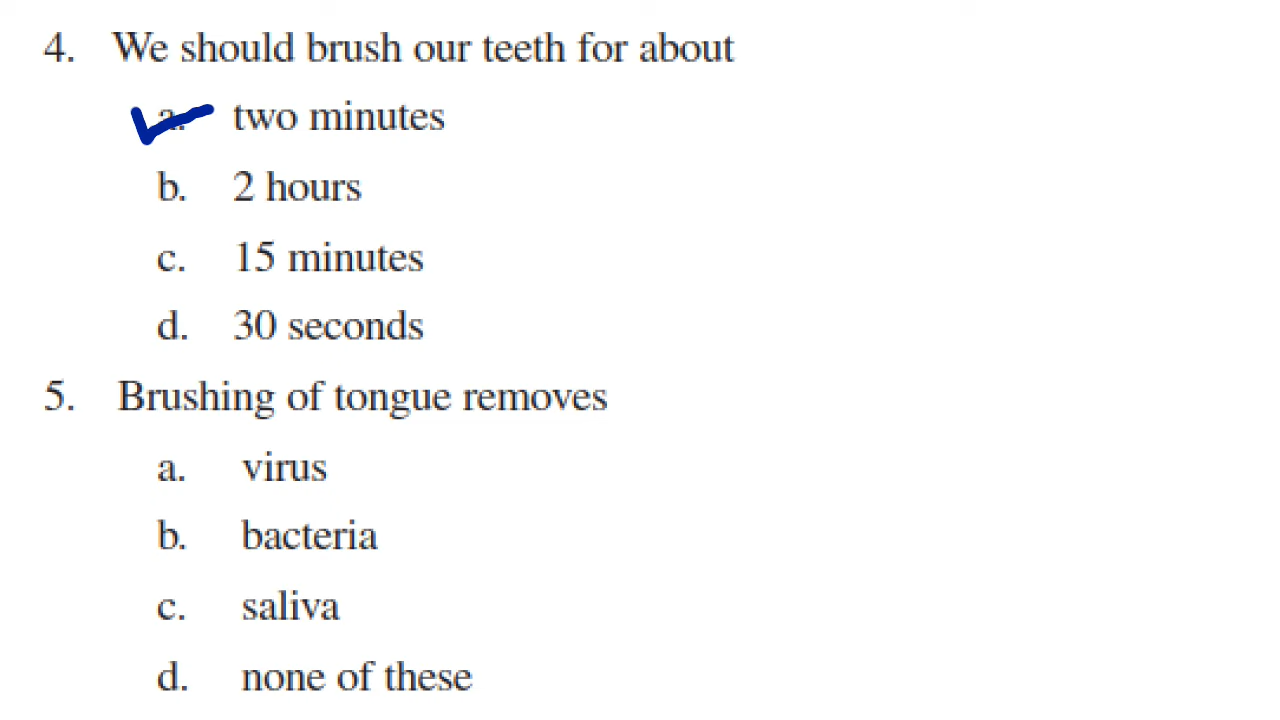 4. We should brush our teeth for about
a. two minutes
b. 2 hours
c. 15 minutes
d. 30 seconds
5. Brushing of tongue removes
a. virus
b. bacteria
c. saliva
d. none of these